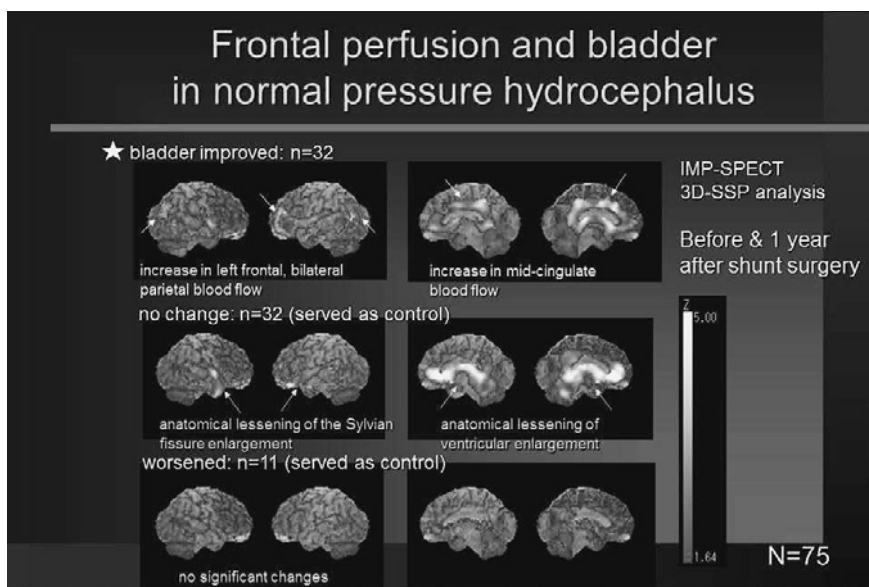 Frontal perfusion and bladder
in normal pressure hydrocephalus
★ bladder improved: n=32
increase in left frontal, bilateral
parietal blood flow
increase in mid-cingulate
blood flow
IMP-SPECT
3D-SSP analysis
Before & 1 year
after shunt surgery
no change: n=32 (served as control)
anatomical lessening of the Sylvian
fissure enlargement
anatomical lessening of
ventricular enlargement
worsened: n=11 (served as control)
no significant changes
Z
5.00
1.64
N=75